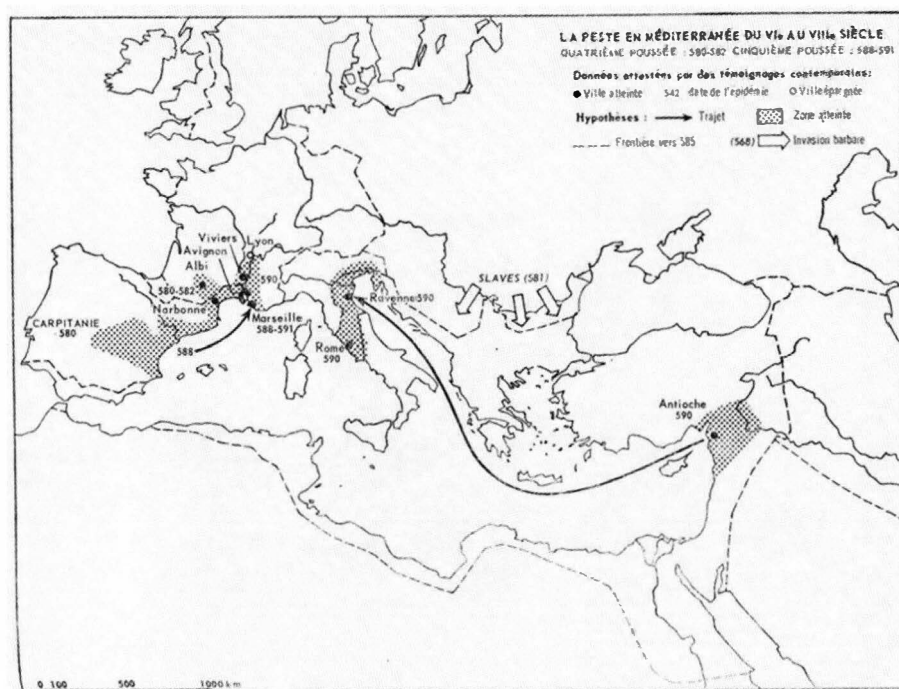 LA PESTE EN MÉDITERRANÉE DU VIe AU VIIIe SIÈCLE
QUATRIÈME POUSSÉE : 580-582 CINQUIÈME POUSSÉE : 588-591
Données attestées par des témoignages contemporains:
Ville atteinte 542 date de l'epidémie Ville épargnée
Hypothèses : Trajet Zone atteinte
Frontière vers 585 (568) Invasion barbare
Viviers Lyon
Avignon
Albi
590
580-582
Narbonne
Marseille
588-591
CARPITANIE
580
588
Ravenne 590
Rome
590
SLAVES (581)
Antioche
590
0 100 500 1000 km